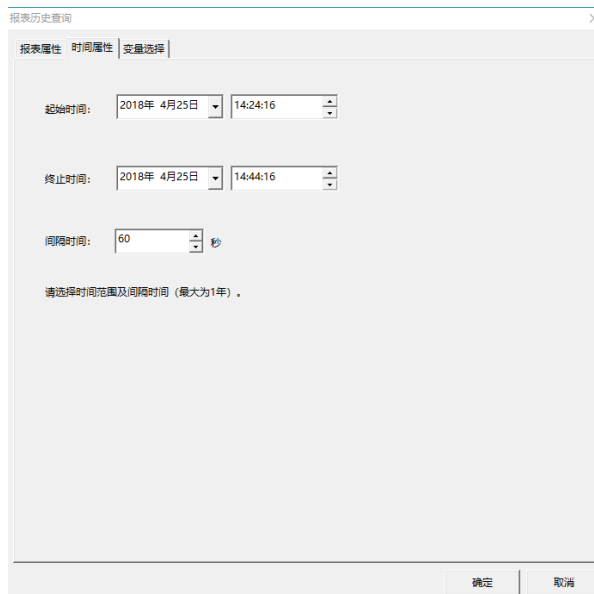 报表历史查询
报表属性 时间属性 变量选择
起始时间: 2018年 4月25日 14:24:16
终止时间: 2018年 4月25日 14:44:16
间隔时间: 60 秒
请选择时间范围及间隔时间（最大为1年）。
确定 取消